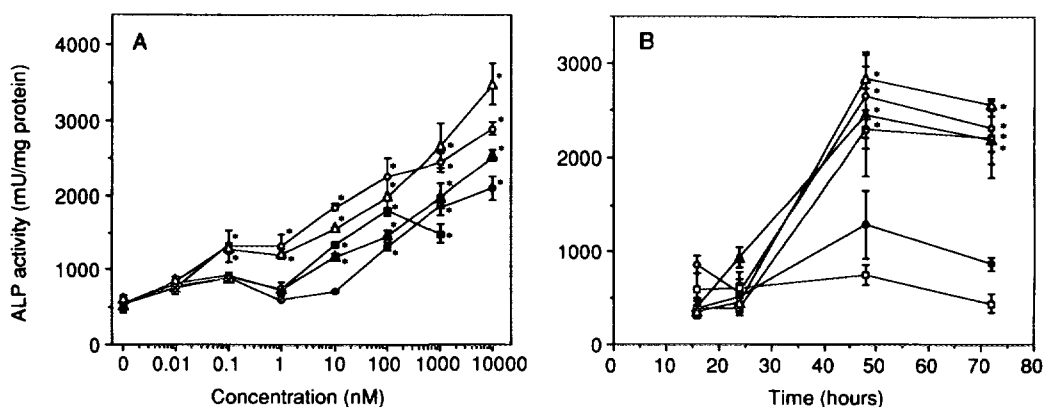 A
B
ALP activity (mU/mg protein)
4000
3000
2000
1000
0
0 0.01 0.1 1 10 100 1000 10000
Concentration (nM)
3000
2000
1000
0
0 10 20 30 40 50 60 70 80
Time (hours)